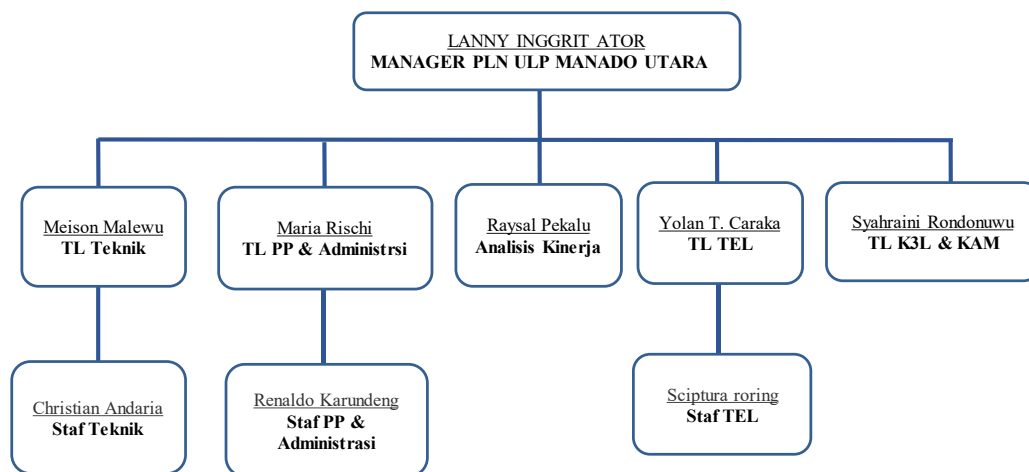 LANNY INGGRIT ATOR
MANAGER PLN ULP MANADO UTARA
Meison Malewu
TL Teknik
Maria Rischi
TL PP & Administrsi
Raysal Pekalu
Analisis Kinerja
Yolan T. Caraka
TL TEL
Syahraini Rondonuwu
TL K3L & KAM
Christian Andaria
Staf Teknik
Renaldo Karundeng
Staf PP &
Administrasi
Sciptura roring
Staf TEL